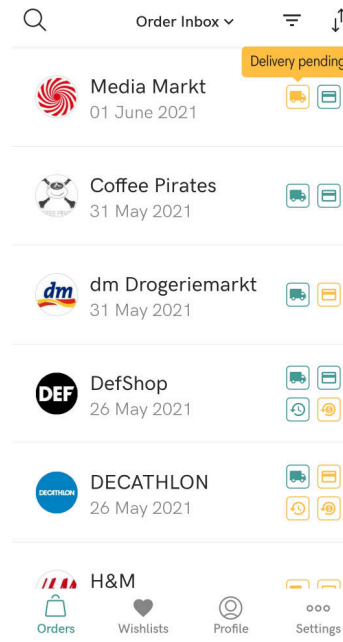 Order Inbox
Delivery pending
Media Markt
01 June 2021
Coffee Pirates
31 May 2021
dm
dm Drogeriemarkt
31 May 2021
DEF
DefShop
26 May 2021
DECATHLON
DECATHLON
26 May 2021
H&M
Orders
Wishlists
Profile
Settings